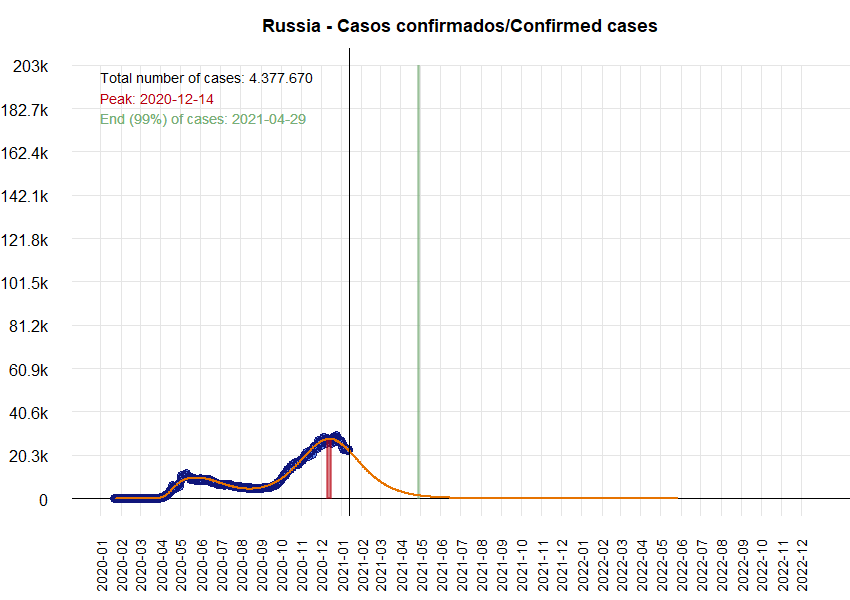 Russia - Casos confirmados/Confirmed cases
203k
Total number of cases: 4.377.670
Peak: 2020-12-14
182.7k
End (99%) of cases: 2021-04-29
162.4k
142.1k
121.8k
101.5k
81.2k
60.9k
40.6k
20.3k
0
2020-01
2020-02
2020-03
2020-04
2020-05
2020-06
2020-07
2020-08
2020-09
2020-10
2020-11
2020-12
2021-01
2021-02
2021-03
2021-04
2021-05
2021-06
2021-07
2021-08
2021-09
2021-10
2021-11
2021-12
2022-01
2022-02
2022-03
2022-04
2022-05
2022-06
2022-07
2022-08
2022-09
2022-10
2022-11
2022-12